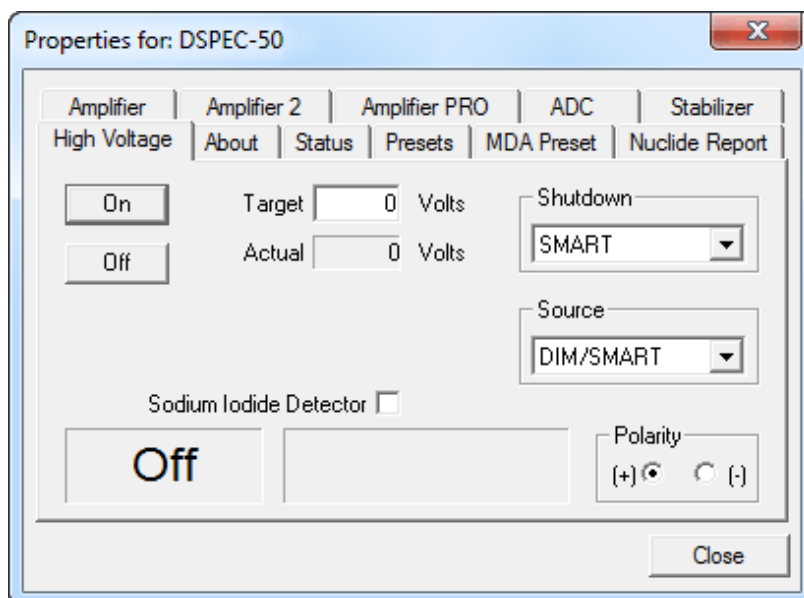 Properties for: DSPEC-50
Amplifier Amplifier 2 Amplifier PRO ADC Stabilizer
High Voltage About Status Presets MDA Preset Nuclide Report
On Target 0 Volts Shutdown
Off Actual 0 Volts SMART
Source
DIM/SMART
Sodium Iodide Detector
Off Polarity
(+) (-)
Close